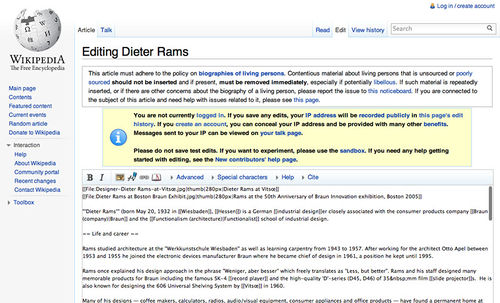 Log in / create account
Article Talk Read Edit View history Search
WIKIPEDIA
The Free Encyclopedia
Main page
Contents
Featured content
Current events
Random article
Donate to Wikipedia
Interaction
Help
About Wikipedia
Community portal
Recent changes
Contact Wikipedia
Toolbox
Editing Dieter Rams
This article must adhere to the policy on biographies of living persons. Contentious material about living persons that is unsourced or poorly
sourced should not be inserted and if present, must be removed immediately, especially if potentially libellous. If such material is repeatedly
inserted, or if there are other concerns about the biography of a living person, please report the issue to this noticeboard. If you are connected to
the subject of this article and need help with issues related to it, please see this page.
You are not currently logged in. If you save any edits, your IP address will be recorded publicly in this page's edit
history. If you create an account, you can conceal your IP address and be provided with many other benefits.
Messages sent to your IP can be viewed on your talk page.
Please do not save test edits. If you want to experiment, please use the sandbox. If you need any help getting
started with editing, see the New contributors' help page.
B I Advanced Special characters Help Cite
[[File:Designer-Dieter Rams-at-Vitsœ.jpg|thumb|280px|Dieter Rams at Vitsœ]]
[[File:Dieter Rams at Boston Braun Exhibit.jpg|thumb|280px|Rams at the 50th Anniversary of Braun Innovation exhibition, Boston 2005]]
'''Dieter Rams''' (born May 20, 1932 in [[Wiesbaden]], [[Hessen]]) is a German [[industrial design]]er closely associated with the consumer products company [[Braun
(company)|Braun]] and the [[Functionalism (architecture)|Functionalist]] school of industrial design.
== Life and career ==
Rams studied architecture at the "Werkkunstschule Wiesbaden" as well as learning carpentry from 1943 to 1957. After working for the architect Otto Apel between
1953 and 1955 he joined the electronic devices manufacturer Braun where he became chief of design in 1961, a position he kept until 1995.
Rams once explained his design approach in the phrase "Weniger, aber besser" which freely translates as "Less, but better". Rams and his staff designed many
memorable products for Braun including the famous SK-4 [[record player]] and the high-quality 'D'-series (D45, D46) of 35&nbsp;mm film [[slide projector]]s. He is
also known for designing the 606 Universal Shelving System by [[Vitsœ]] in 1960.
Many of his designs — coffee makers, calculators, radios, audio/visual equipment, consumer appliances and office products — have found a permanent home at